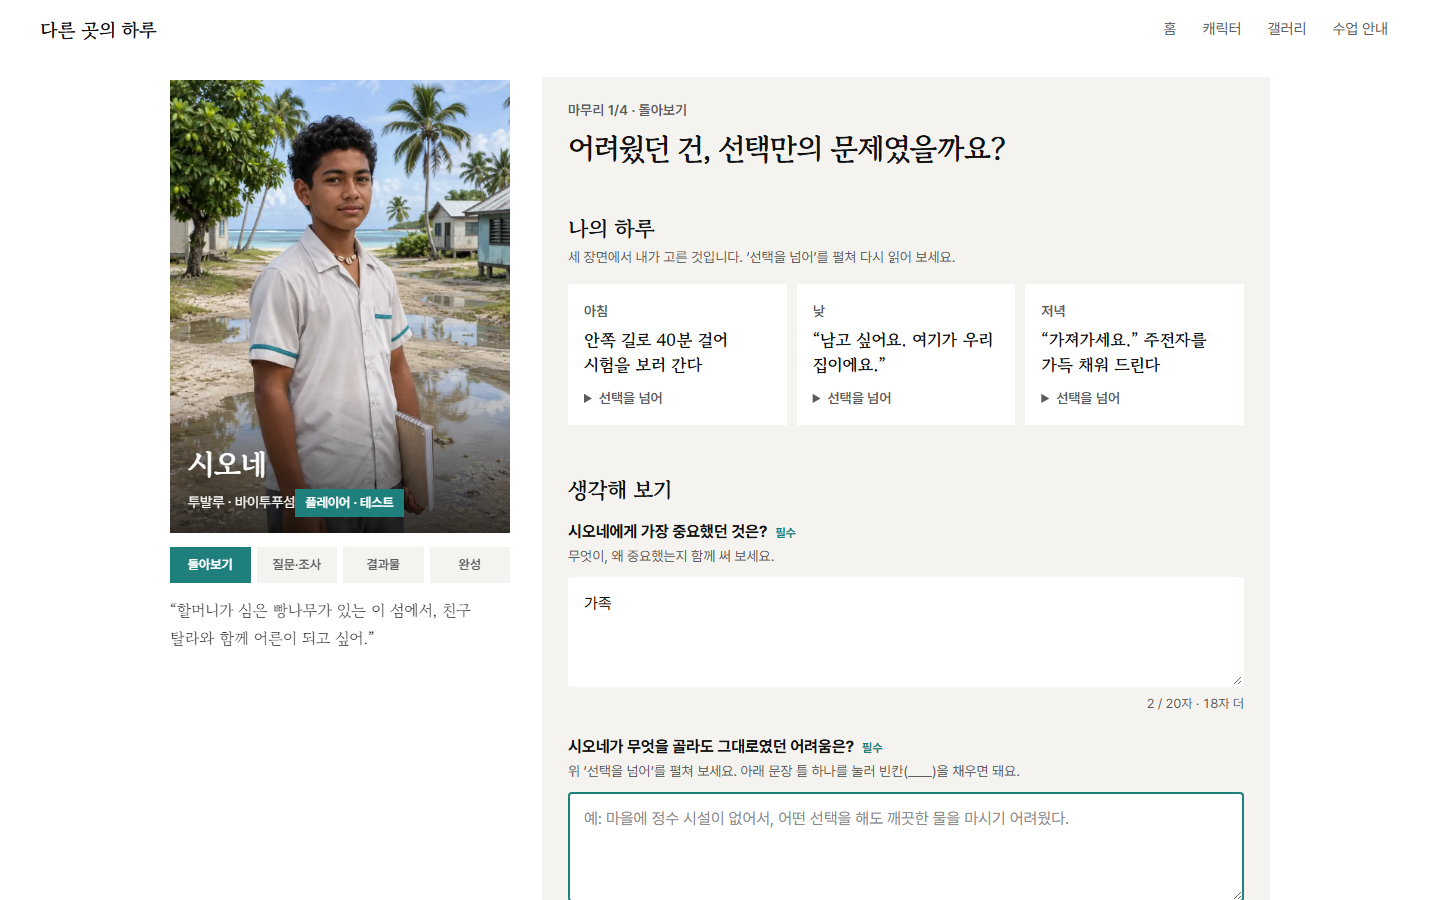 다른 곳의 하루
홈 캐릭터 갤러리 수업 안내
시오네
투발루 · 바이투푸섬
플레이어 · 테스트
돌아보기 질문·조사 결과물 완성
“할머니가 심은 빵나무가 있는 이 섬에서, 친구
탈라와 함께 어른이 되고 싶어.”
마무리 1/4 · 돌아보기
어려웠던 건, 선택만의 문제였을까요?
나의 하루
세 장면에서 내가 고른 것입니다. ‘선택을 넘어’를 펼쳐 다시 읽어 보세요.
아침
안쪽 길로 40분 걸어
시험을 보러 간다
▶ 선택을 넘어
낮
“남고 싶어요. 여기가 우리
집이에요.”
▶ 선택을 넘어
저녁
“가져가세요.” 주전자를
가득 채워 드린다
▶ 선택을 넘어
생각해 보기
시오네에게 가장 중요했던 것은? 필수
무엇이, 왜 중요했는지 함께 써 보세요.
가족
2 / 20자 · 18자 더
시오네가 무엇을 골라도 그대로였던 어려움은? 필수
위 ‘선택을 넘어’를 펼쳐 보세요. 아래 문장 틀 하나를 눌러 빈칸(____)을 채우면 돼요.
예: 마을에 정수 시설이 없어서, 어떤 선택을 해도 깨끗한 물을 마시기 어려웠다.